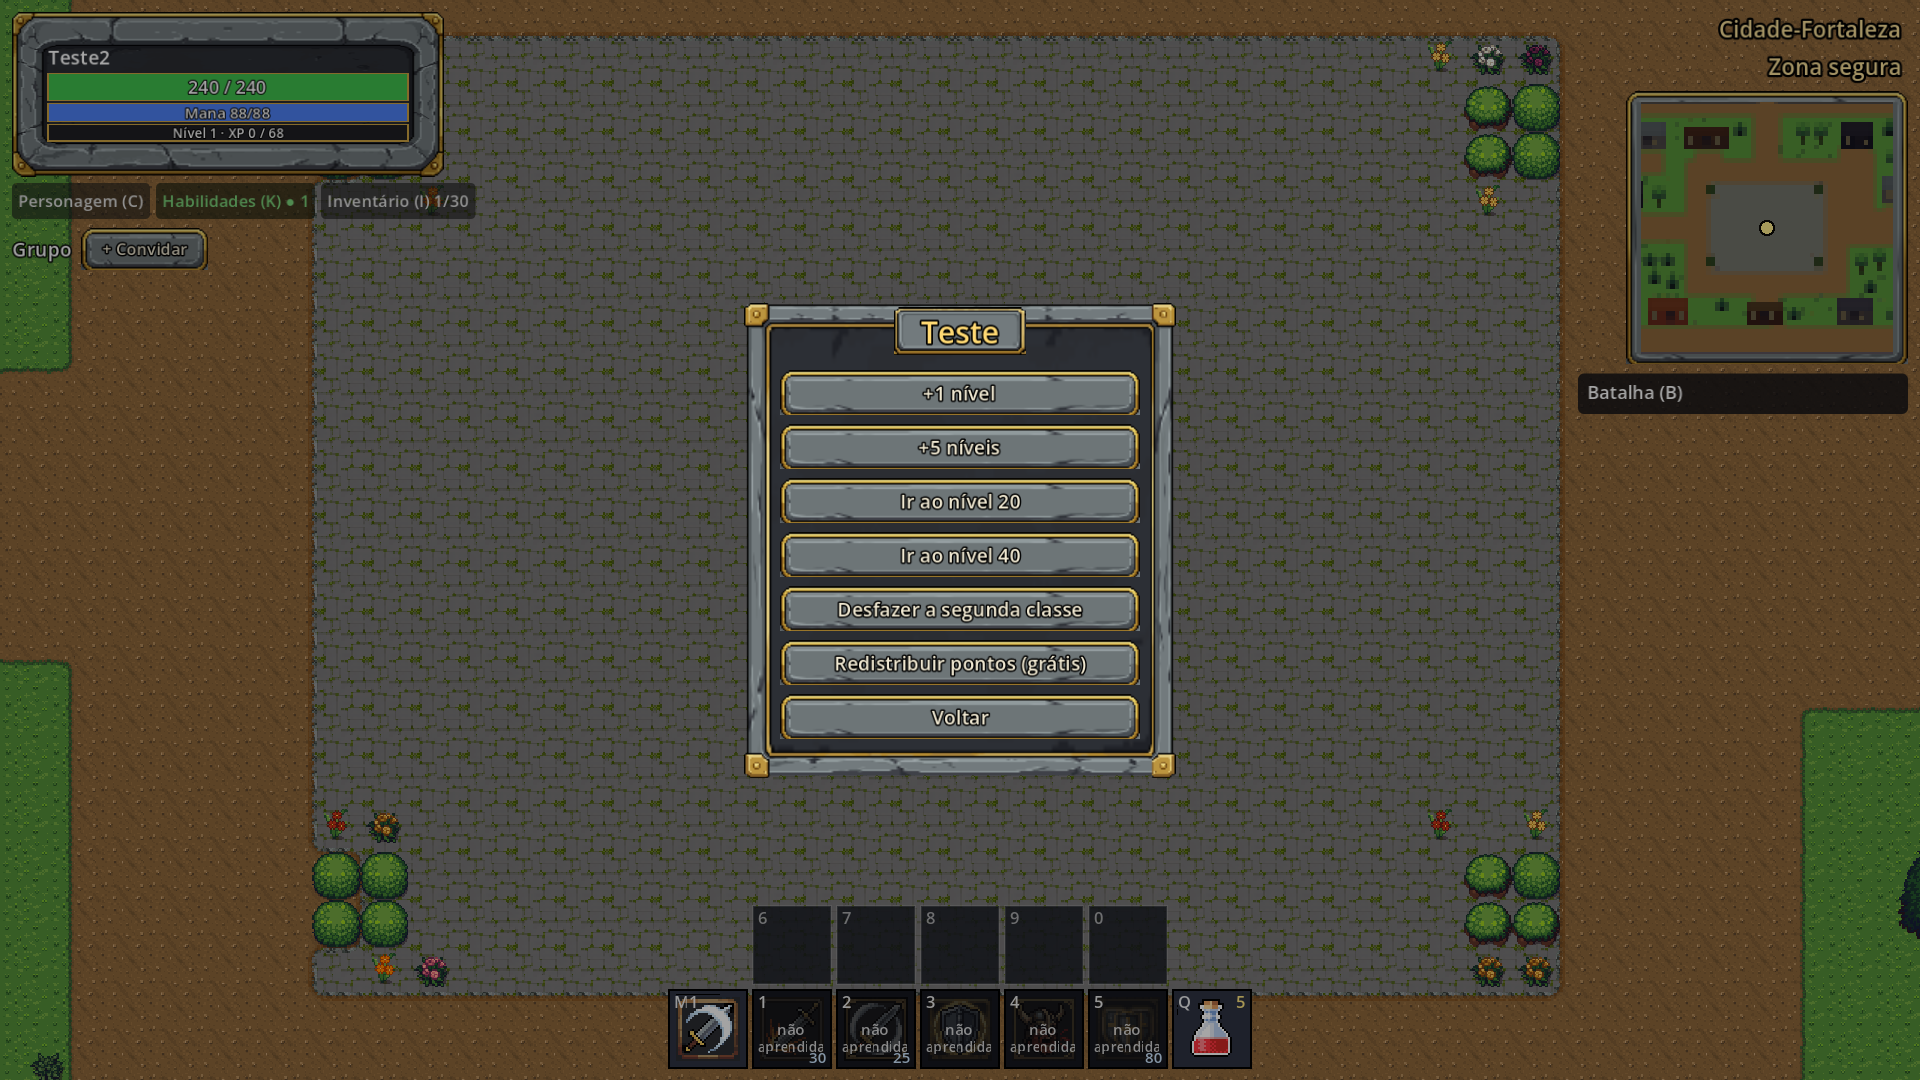 Teste2
240 / 240
Mana 88/88
Nível 1 · XP 0 / 68
Personagem (C)
Habilidades (K) ● 1
Inventário (I) 1/30
Grupo
+ Convidar
Cidade-Fortaleza
Zona segura
Batalha (B)
Teste
+1 nível
+5 níveis
Ir ao nível 20
Ir ao nível 40
Desfazer a segunda classe
Redistribuir pontos (grátis)
Voltar
6
7
8
9
0
M1
1
não
aprendida
30
2
não
aprendida
25
3
não
aprendida
4
não
aprendida
5
não
aprendida
80
Q
5